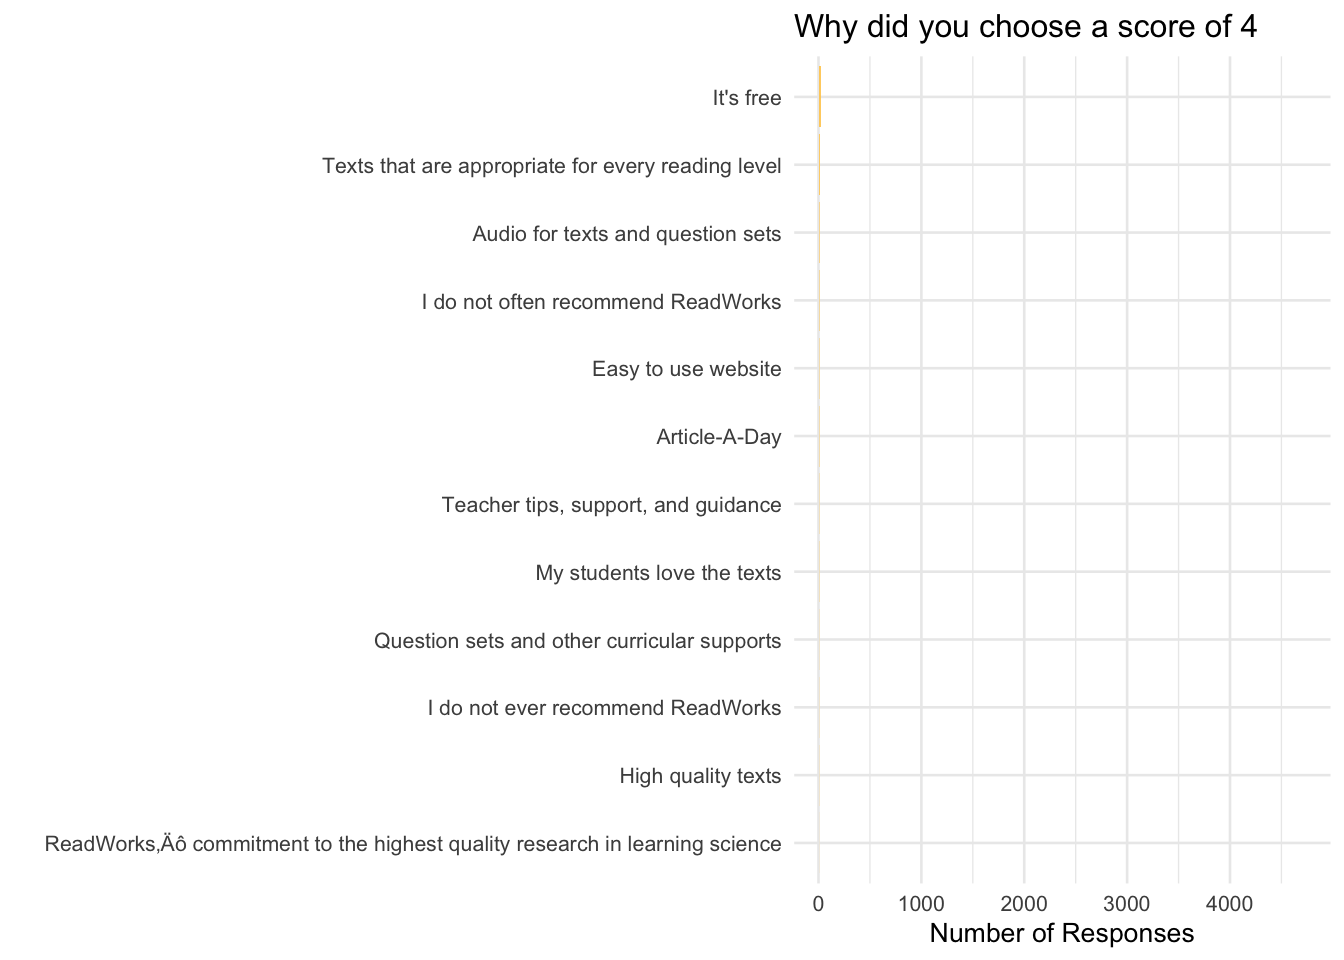 Why did you choose a score of 4
It's free
Texts that are appropriate for every reading level
Audio for texts and question sets
I do not often recommend ReadWorks
Easy to use website
Article-A-Day
Teacher tips, support, and guidance
My students love the texts
Question sets and other curricular supports
I do not ever recommend ReadWorks
High quality texts
ReadWorks‚Äô commitment to the highest quality research in learning science
0 1000 2000 3000 4000
Number of Responses